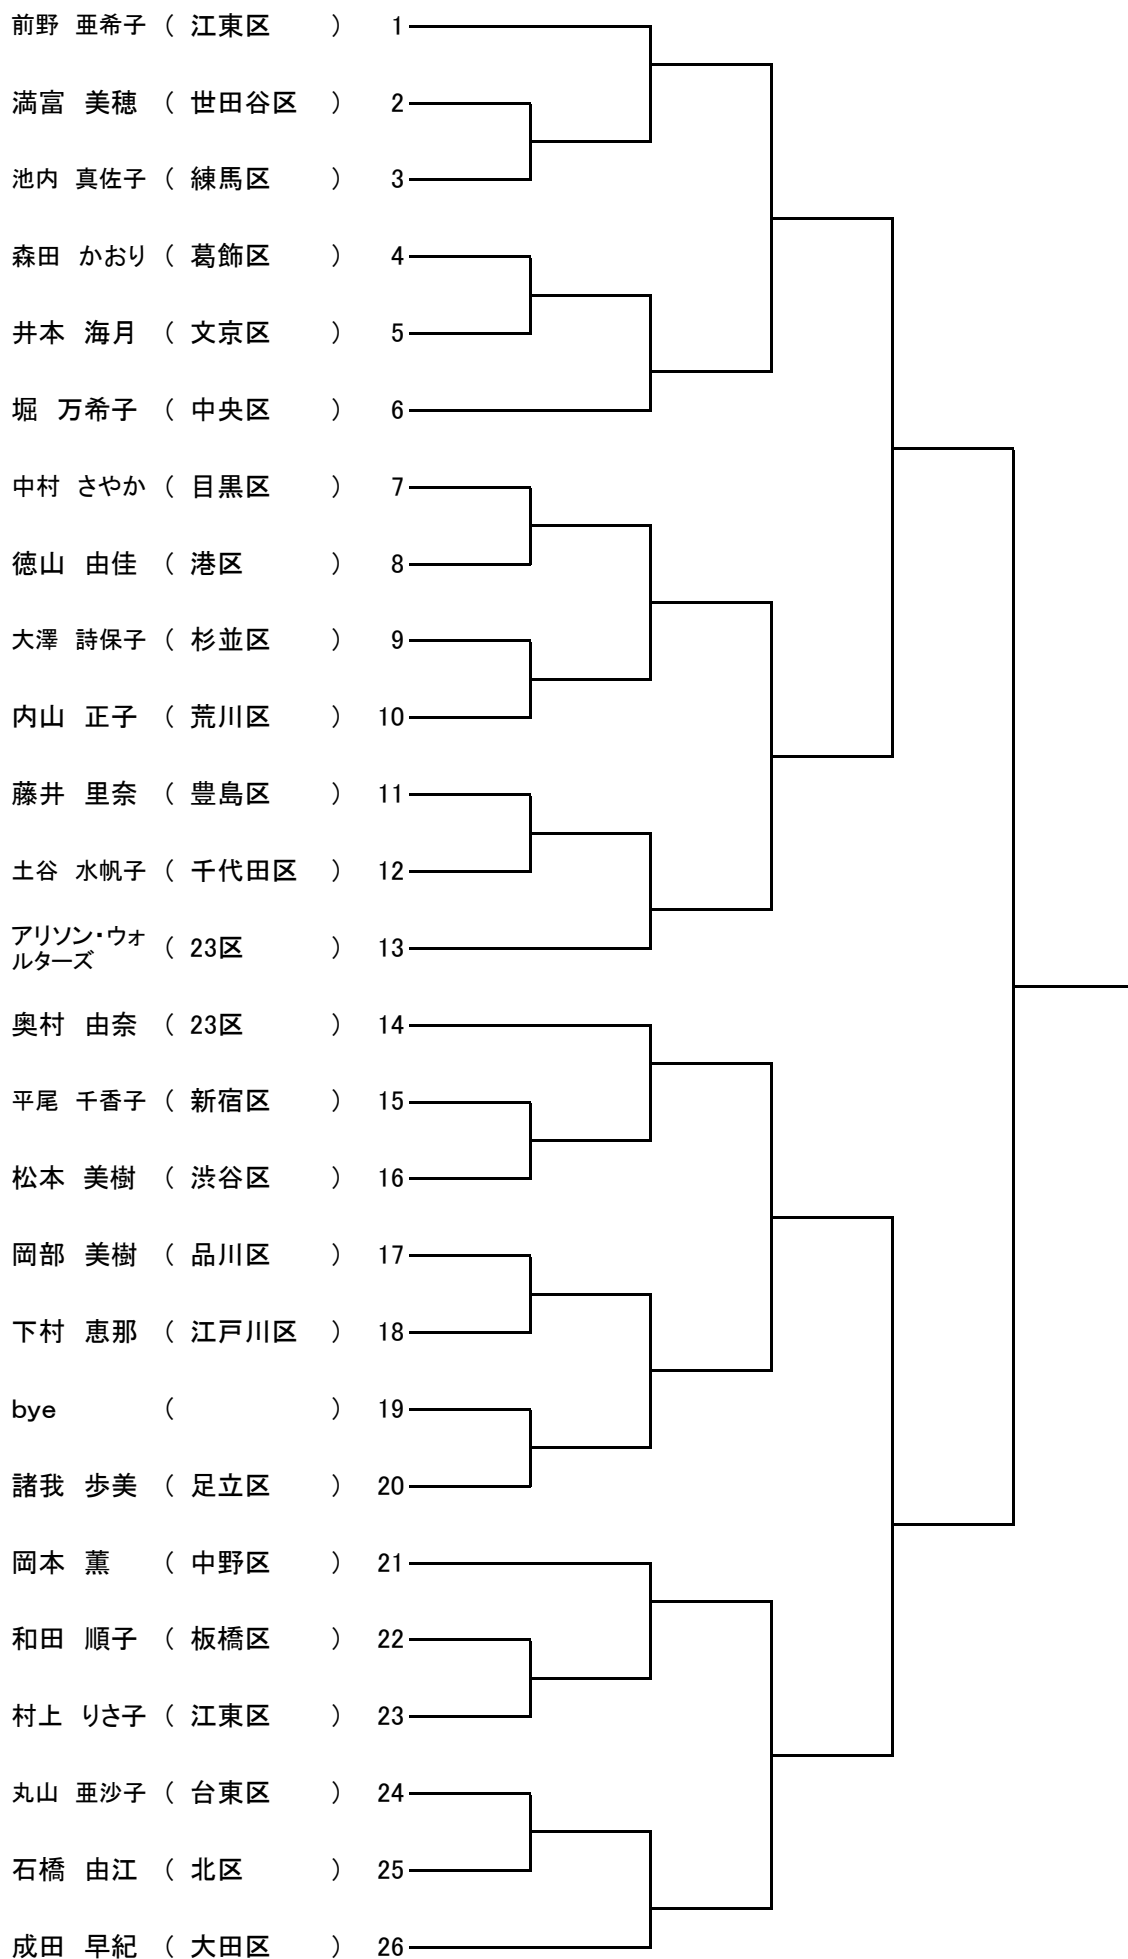 前野 亜希子 ( 江東区 ) 1
満富 美穂 ( 世田谷区 ) 2
池内 真佐子 ( 練馬区 ) 3
森田 かおり ( 葛飾区 ) 4
井本 海月 ( 文京区 ) 5
堀 万希子 ( 中央区 ) 6
中村 さやか ( 目黒区 ) 7
徳山 由佳 ( 港区 ) 8
大澤 詩保子 ( 杉並区 ) 9
内山 正子 ( 荒川区 ) 10
藤井 里奈 ( 豊島区 ) 11
土谷 水帆子 ( 千代田区 ) 12
アリソン・ウォ
ルターズ ( 23区 ) 13
奥村 由奈 ( 23区 ) 14
平尾 千香子 ( 新宿区 ) 15
松本 美樹 ( 渋谷区 ) 16
岡部 美樹 ( 品川区 ) 17
下村 恵那 ( 江戸川区 ) 18
bye ( ) 19
諸我 歩美 ( 足立区 ) 20
岡本 薫 ( 中野区 ) 21
和田 順子 ( 板橋区 ) 22
村上 りさ子 ( 江東区 ) 23
丸山 亜沙子 ( 台東区 ) 24
石橋 由江 ( 北区 ) 25
成田 早紀 ( 大田区 ) 26